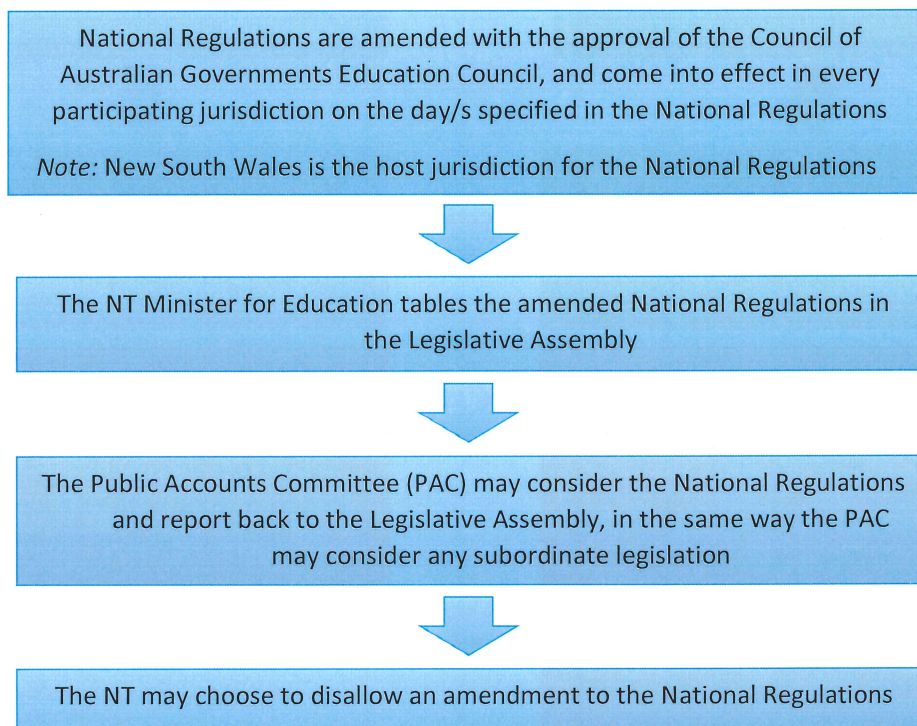 National Regulations are amended with the approval of the Council of
Australian Governments Education Council, and come into effect in every
participating jurisdiction on the day/s specified in the National Regulations
Note: New South Wales is the host jurisdiction for the National Regulations
The NT Minister for Education tables the amended National Regulations in
the Legislative Assembly
The Public Accounts Committee (PAC) may consider the National Regulations
and report back to the Legislative Assembly, in the same way the PAC
may consider any subordinate legislation
The NT may choose to disallow an amendment to the National Regulations